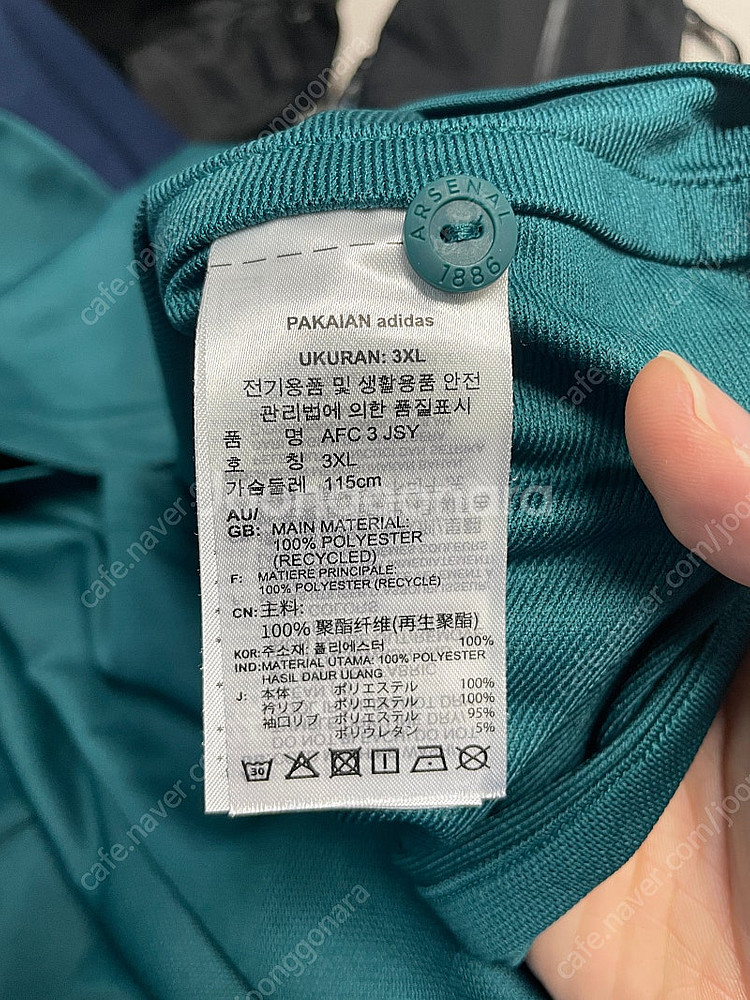 ARSENAL
1886
PAKAIAN adidas
UKURAN: 3XL
전기용품 및 생활용품 안전
관리법에 의한 품질표시
품 명 AFC 3 JSY
호 칭 3XL
가슴둘레 115cm
AU/
GB: MAIN MATERIAL:
100% POLYESTER
(RECYCLED)
F: MATIERE PRINCIPALE:
100% POLYESTER (RECYCLÉ)
CN: 主料:
100% 聚酯纤维(再生聚酯)
KOR: 주소재: 폴리에스터 100%
IND: MATERIAL UTAMA: 100% POLYESTER
HASIL DAUR ULANG
J: 本体 ポリエステル 100%
衿リブ ポリエステル 100%
袖口リブ ポリエステル 95%
ポリウレタン 5%
30
joonggonara
cafe.naver.com/joonggonara